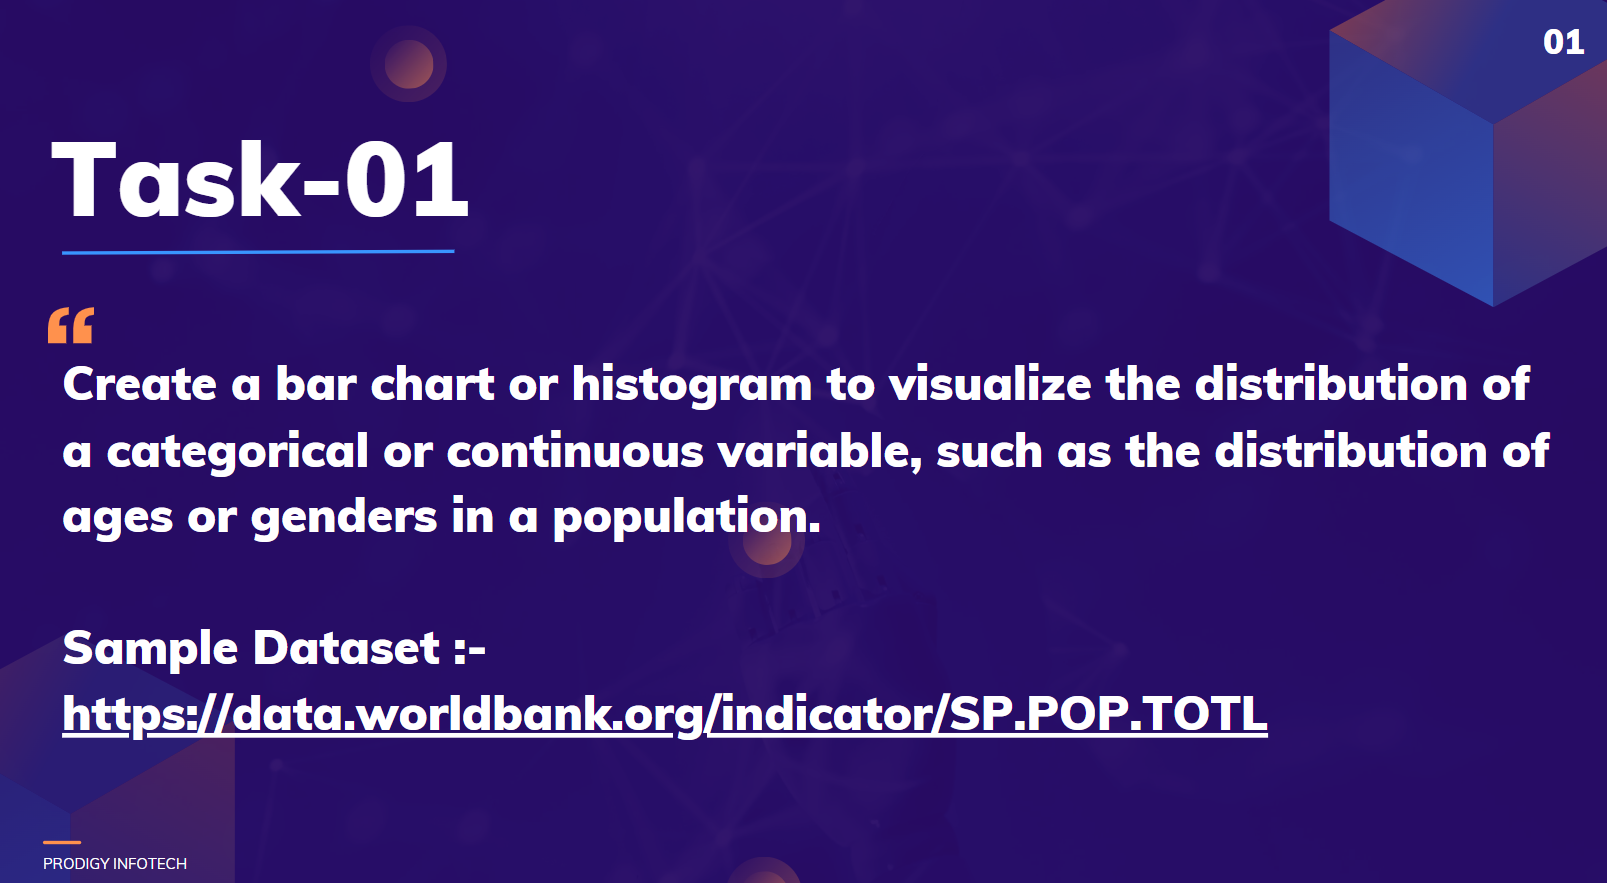 01
Task-01
“
Create a bar chart or histogram to visualize the distribution of
a categorical or continuous variable, such as the distribution of
ages or genders in a population.
Sample Dataset :-
https://data.worldbank.org/indicator/SP.POP.TOTL
PRODIGY INFOTECH